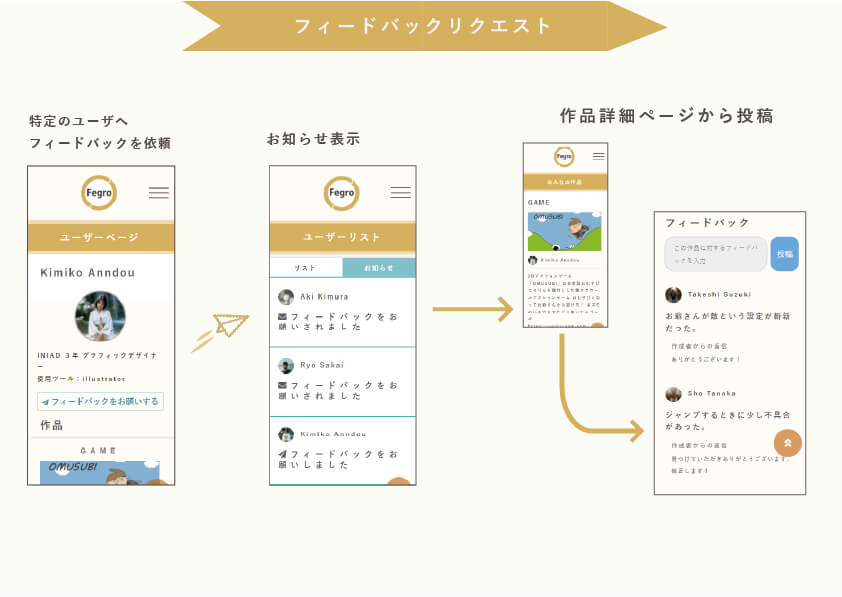 フィードバックリクエスト
特定のユーザへ
フィードバックを依頼
Fegro
ユーザーページ
Kimiko Anndou
INIAD 3年 グラフィックデザイナ
ー
使用ツール：illustrator
フィードバックをお願いする
作品
GAME
OMUSUBI
お知らせ表示
Fegro
ユーザーリスト
リスト
お知らせ
Aki Kimura
フィードバックをお
願いされました
Ryo Sakai
フィードバックをお
願いされました
Kimiko Anndou
フィードバックをお
願いしました
作品詳細ページから投稿
Fegro
みんなの作品
GAME
OMUSUBI
Kimiko Anndou
2Dアクションゲーム
フィードバック
この作品に対するフィードバ
ックを入力
投稿
Takeshi Suzuki
お爺さんが敵という設定が斬新
だった。
作成者からの返信
ありがとうございます！
Sho Tanaka
ジャンプするときに少し不具合
があった。
作成者からの返信
見つけていただきありがとうございます。
修正します！